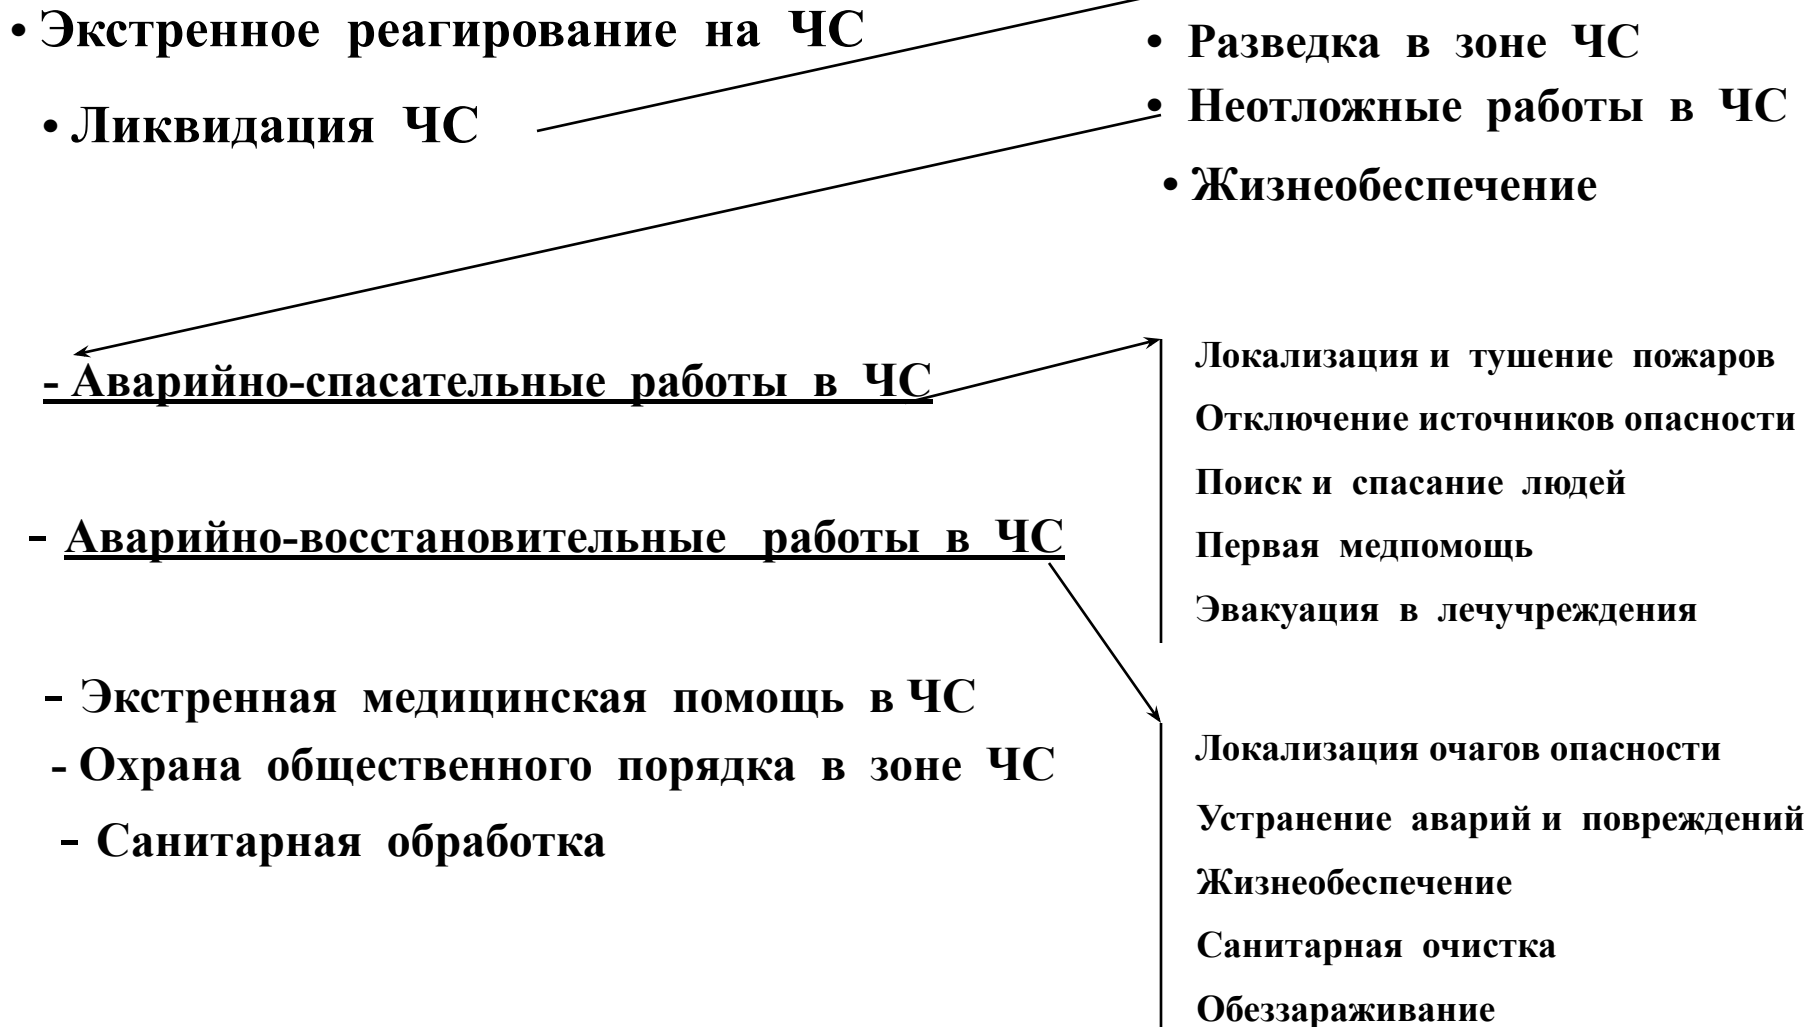 • Экстренное реагирование на ЧС
• Ликвидация ЧС
• Разведка в зоне ЧС
• Неотложные работы в ЧС
• Жизнеобеспечение
- Аварийно-спасательные работы в ЧС
- Аварийно-восстановительные работы в ЧС
- Экстренная медицинская помощь в ЧС
- Охрана общественного порядка в зоне ЧС
- Санитарная обработка
Локализация и тушение пожаров
Отключение источников опасности
Поиск и спасание людей
Первая медпомощь
Эвакуация в лечучреждения
Локализация очагов опасности
Устранение аварий и повреждений
Жизнеобеспечение
Санитарная очистка
Обеззараживание